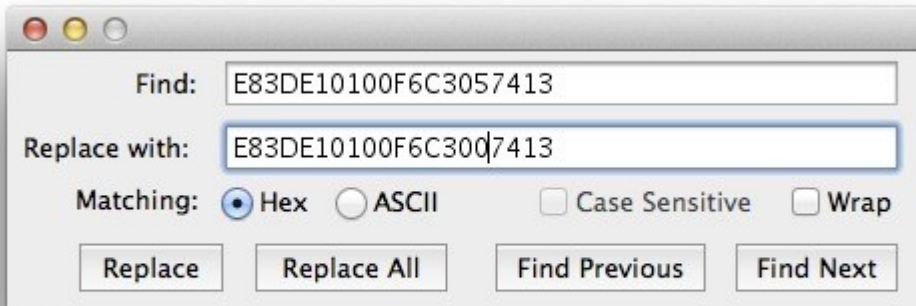 Find: E83DE10100F6C3057413
Replace with: E83DE10100F6C3007413
Matching: Hex ASCII Case Sensitive Wrap
Replace Replace All Find Previous Find Next